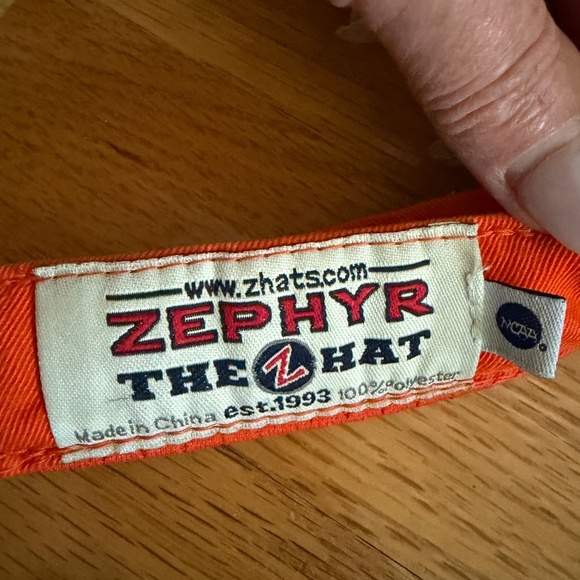 www.zhats.com
ZEPHYR
THE Z HAT
Made in China est.1993 100% Polyester
NCAA